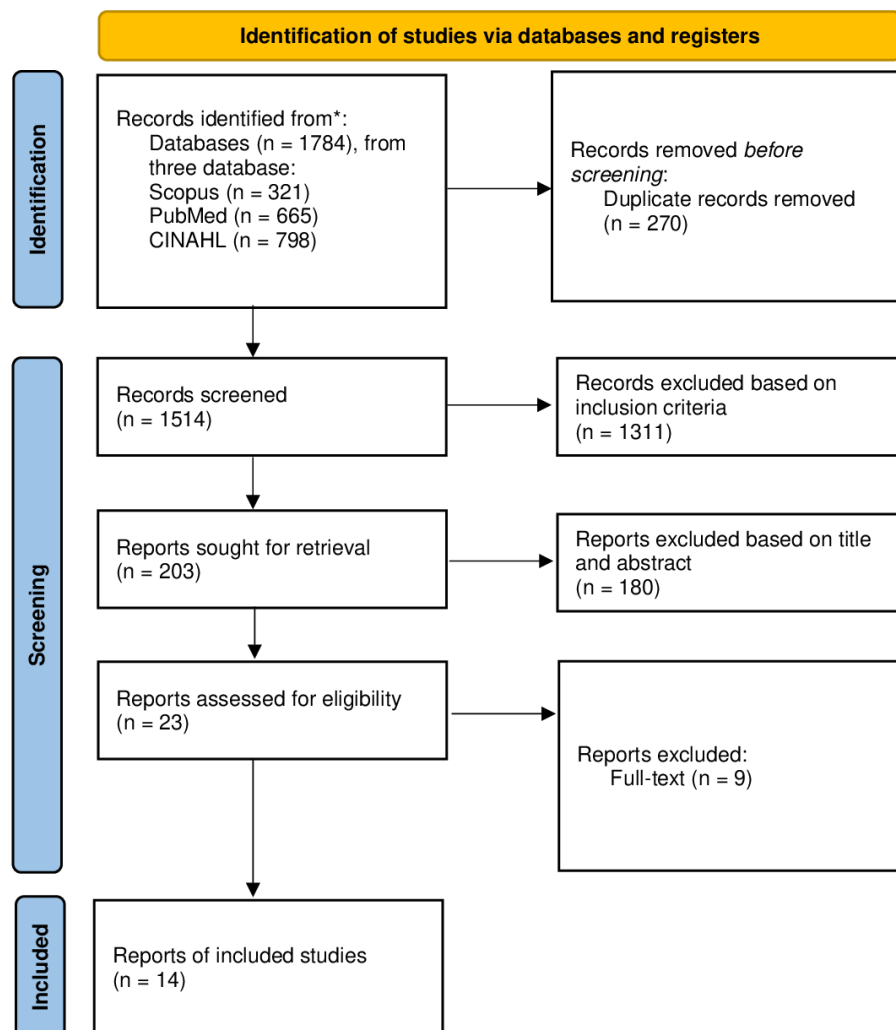 Identification of studies via databases and registers
Identification
Records identified from*:
Databases (n = 1784), from
three database:
Scopus (n = 321)
PubMed (n = 665)
CINAHL (n = 798)
Records removed before
screening:
Duplicate records removed
(n = 270)
Screening
Records screened
(n = 1514)
Records excluded based on
inclusion criteria
(n = 1311)
Reports sought for retrieval
(n = 203)
Reports excluded based on title
and abstract
(n = 180)
Reports assessed for eligibility
(n = 23)
Reports excluded:
Full-text (n = 9)
Included
Reports of included studies
(n = 14)